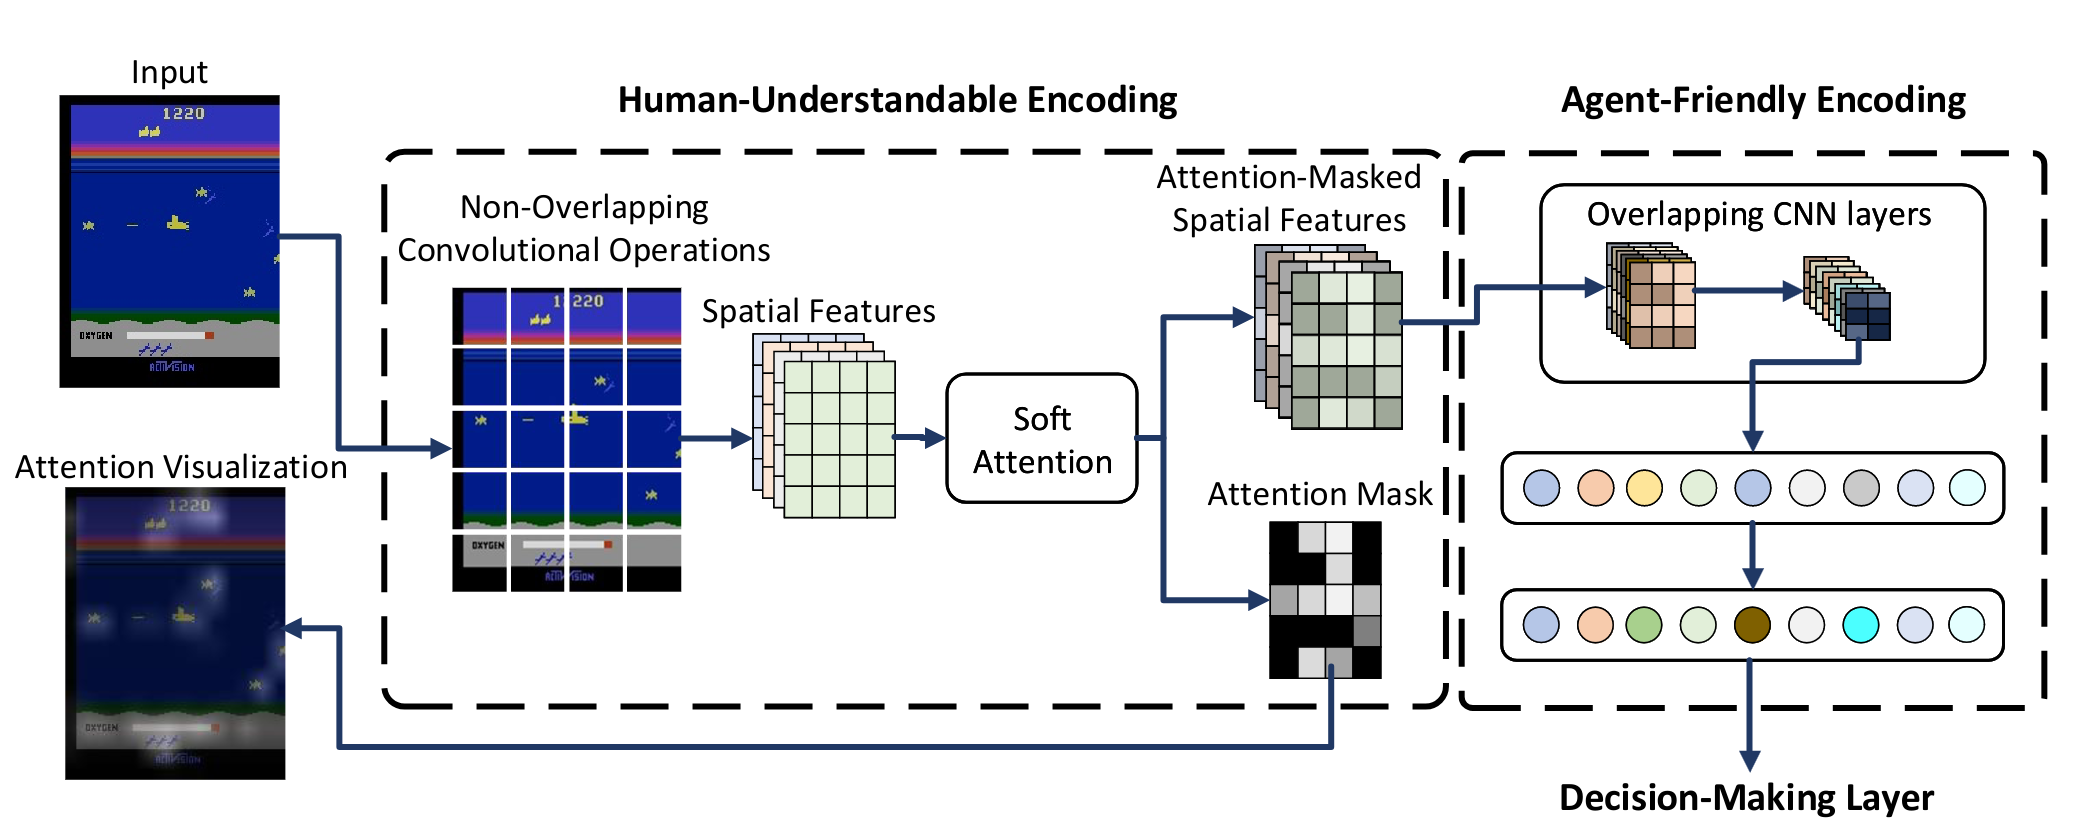 Input
1220
OXYGEN
ACTIVISION
Attention Visualization
1220
OXYGEN
ACTIVISION
Human-Understandable Encoding
Non-Overlapping
Convolutional Operations
1220
OXYGEN
ACTIVISION
Spatial Features
Soft
Attention
Attention-Masked
Spatial Features
Attention Mask
Agent-Friendly Encoding
Overlapping CNN layers
Decision-Making Layer